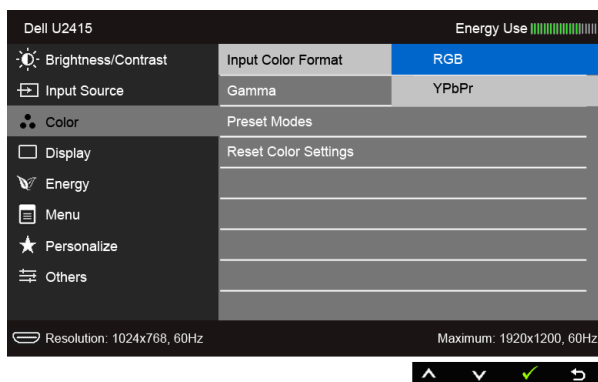 Dell U2415 Energy Use
Brightness/Contrast Input Color Format RGB
Input Source Gamma YPbPr
Color Preset Modes
Display Reset Color Settings
Energy
Menu
Personalize
Others
Resolution: 1024x768, 60Hz Maximum: 1920x1200, 60Hz